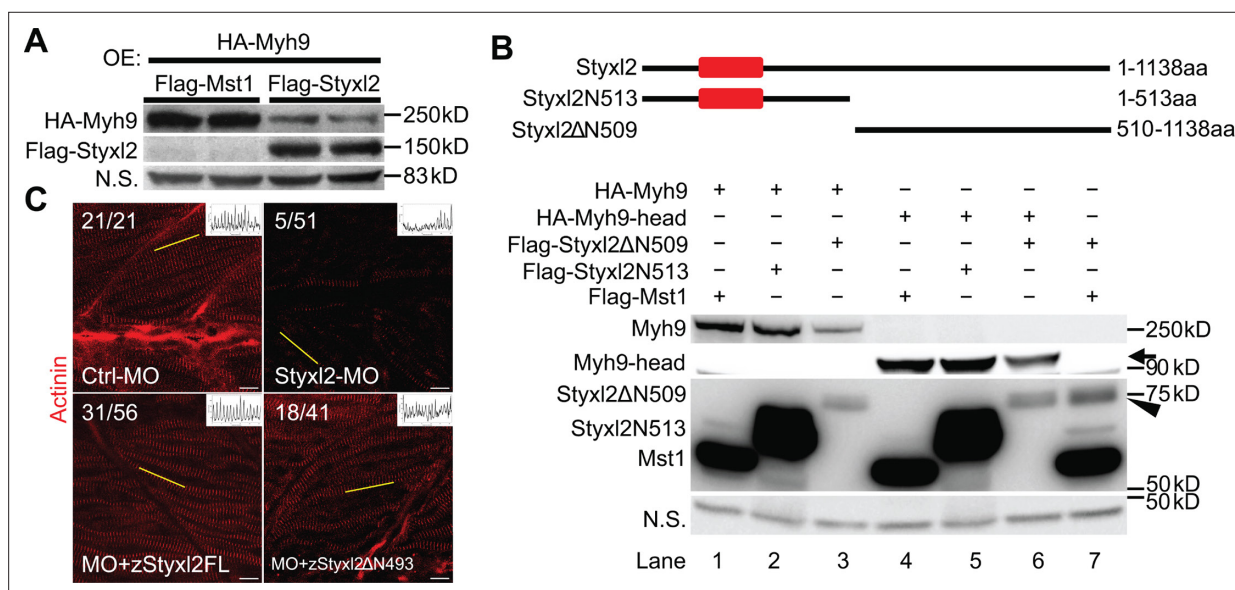 A
HA-Myh9
OE:
Flag-Mst1 Flag-Styxl2
HA-Myh9 250kD
Flag-Styxl2 150kD
N.S. 83kD
B
Styxl2 1-1138aa
Styxl2N513 1-513aa
Styxl2ΔN509 510-1138aa
HA-Myh9 + + + – – – –
HA-Myh9-head – – – + + + –
Flag-Styxl2ΔN509 – – + – – + +
Flag-Styxl2N513 – + – – + – –
Flag-Mst1 + – – + – – +
Myh9 250kD
Myh9-head 90kD
Styxl2ΔN509 75kD
Styxl2N513
Mst1 50kD
50kD
N.S.
Lane 1 2 3 4 5 6 7
C
Actinin
21/21 5/51
Ctrl-MO Styxl2-MO
31/56 18/41
MO+zStyxl2FL MO+zStyxl2ΔN493